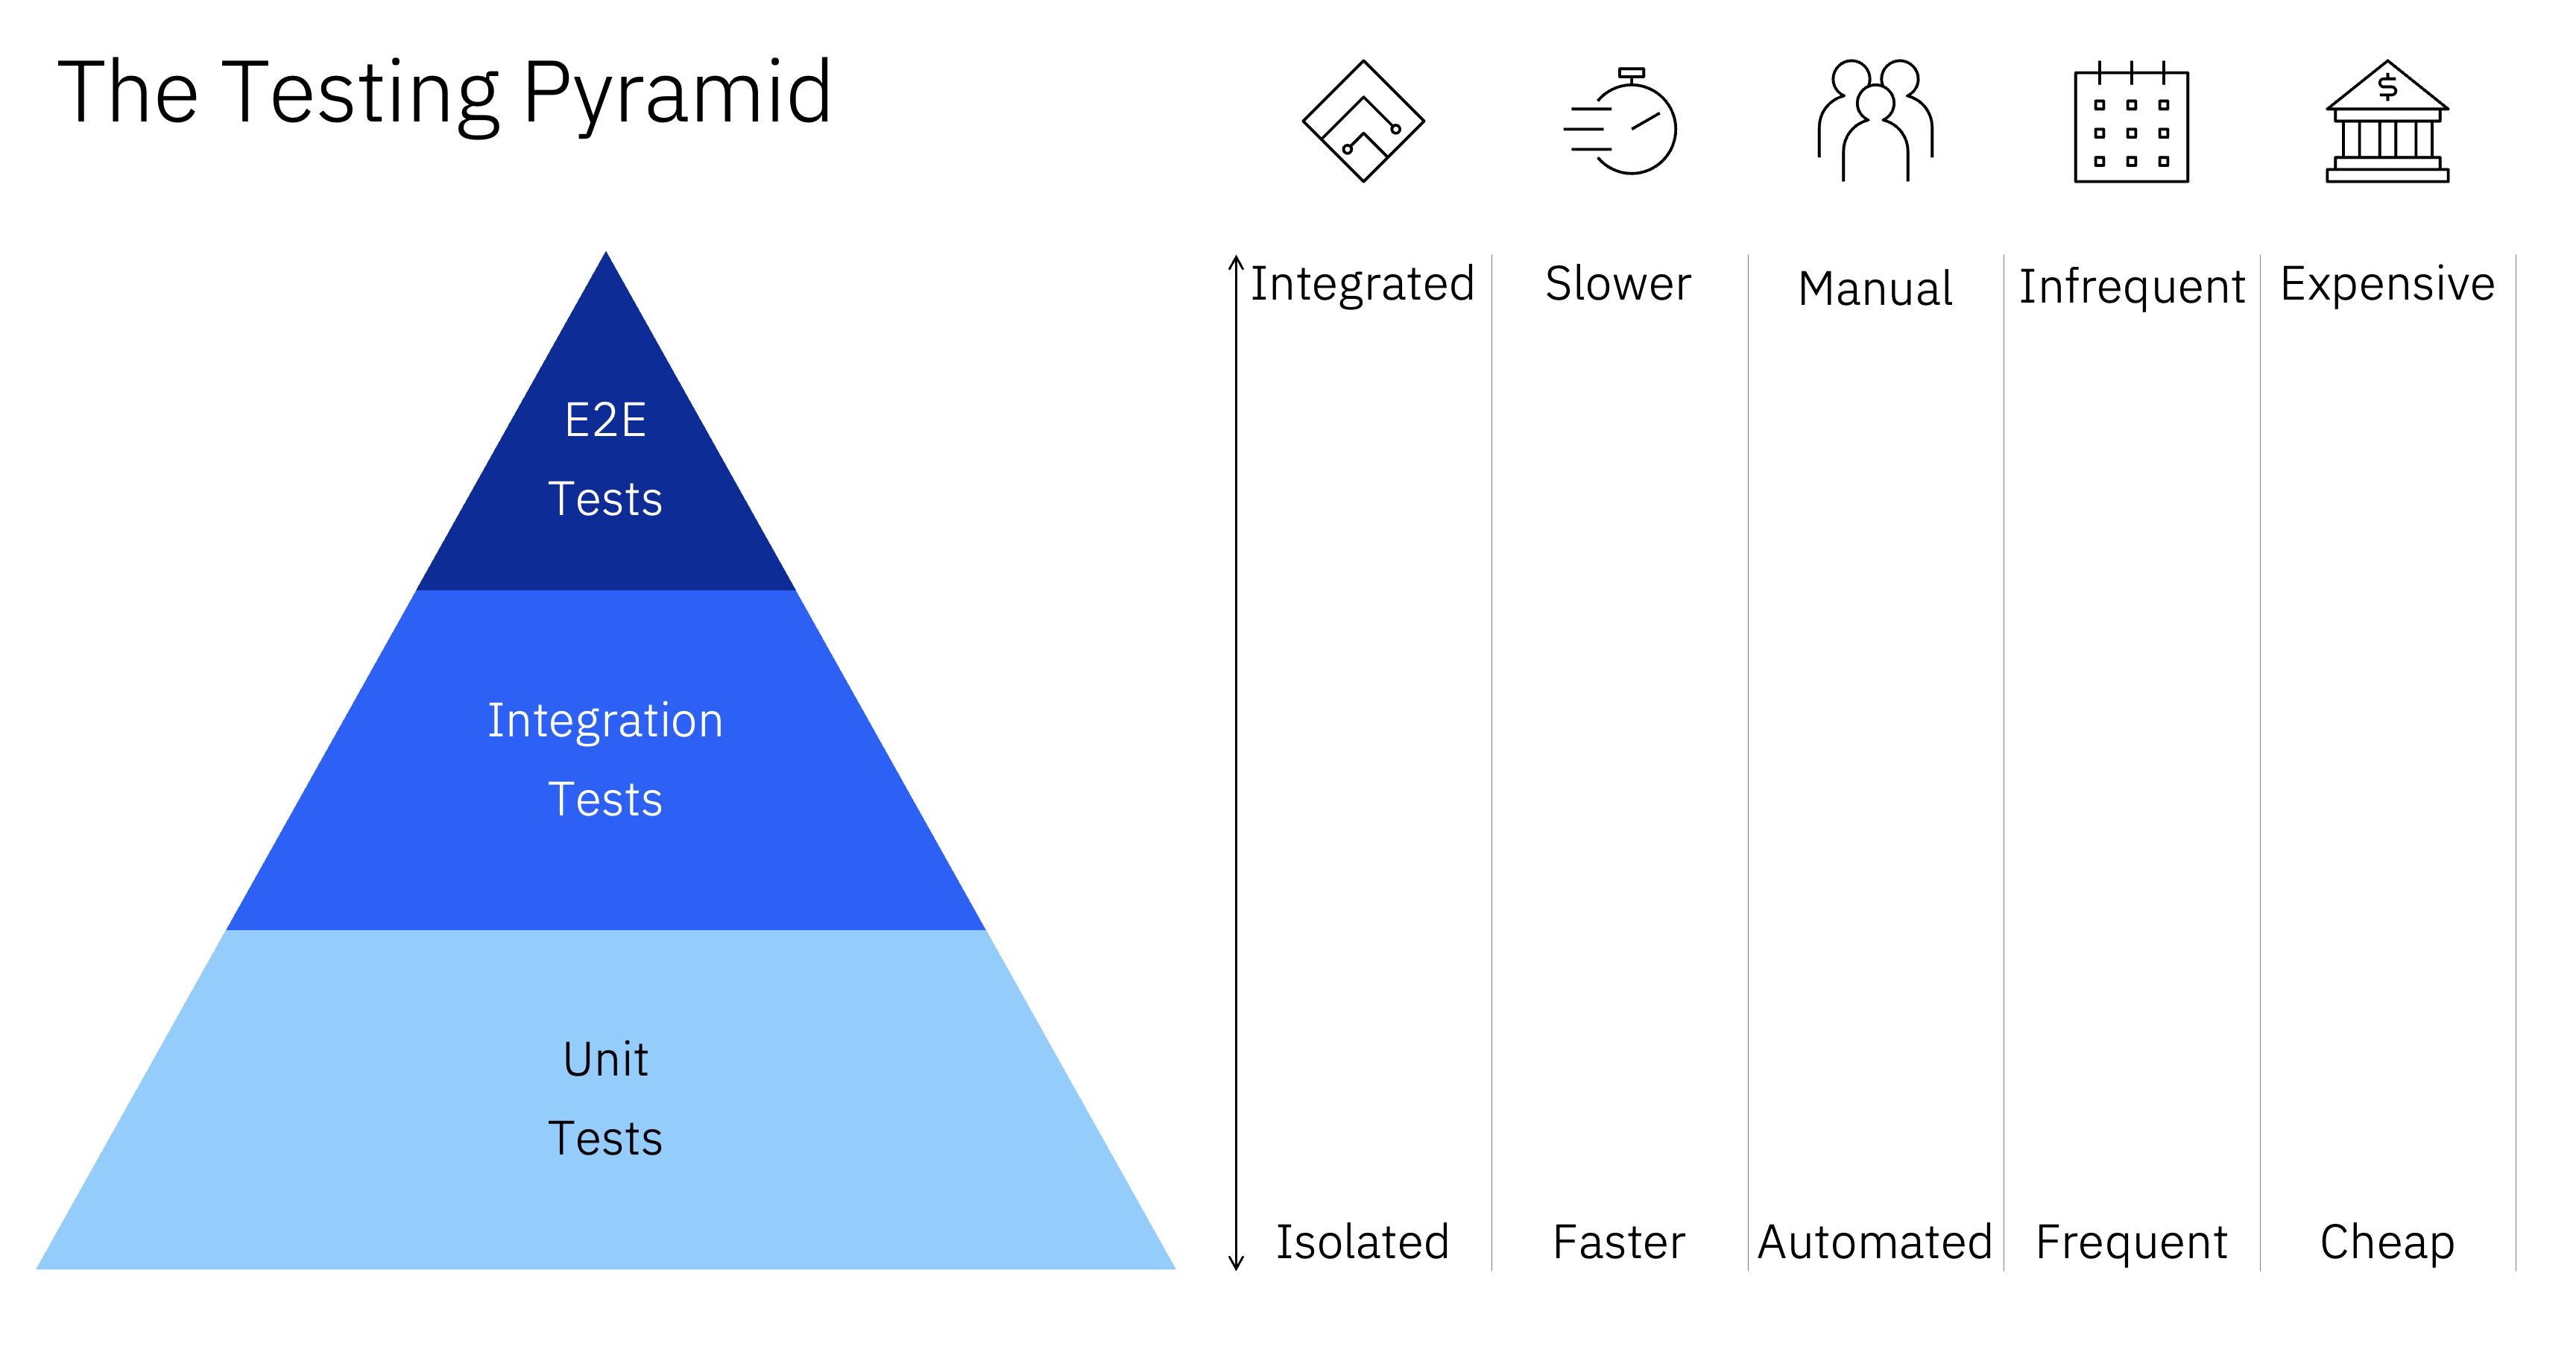 The Testing Pyramid
$
Integrated Slower Manual Infrequent Expensive
E2E
Tests
Integration
Tests
Unit
Tests
Isolated Faster Automated Frequent Cheap